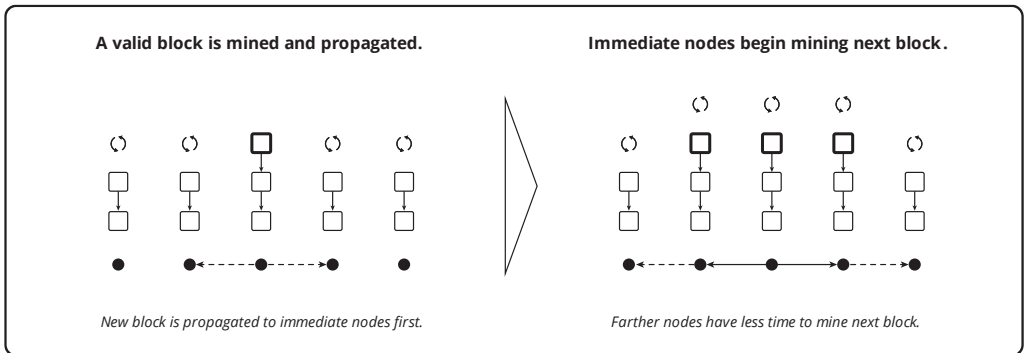 A valid block is mined and propagated.
Immediate nodes begin mining next block.
New block is propagated to immediate nodes first.
Farther nodes have less time to mine next block.